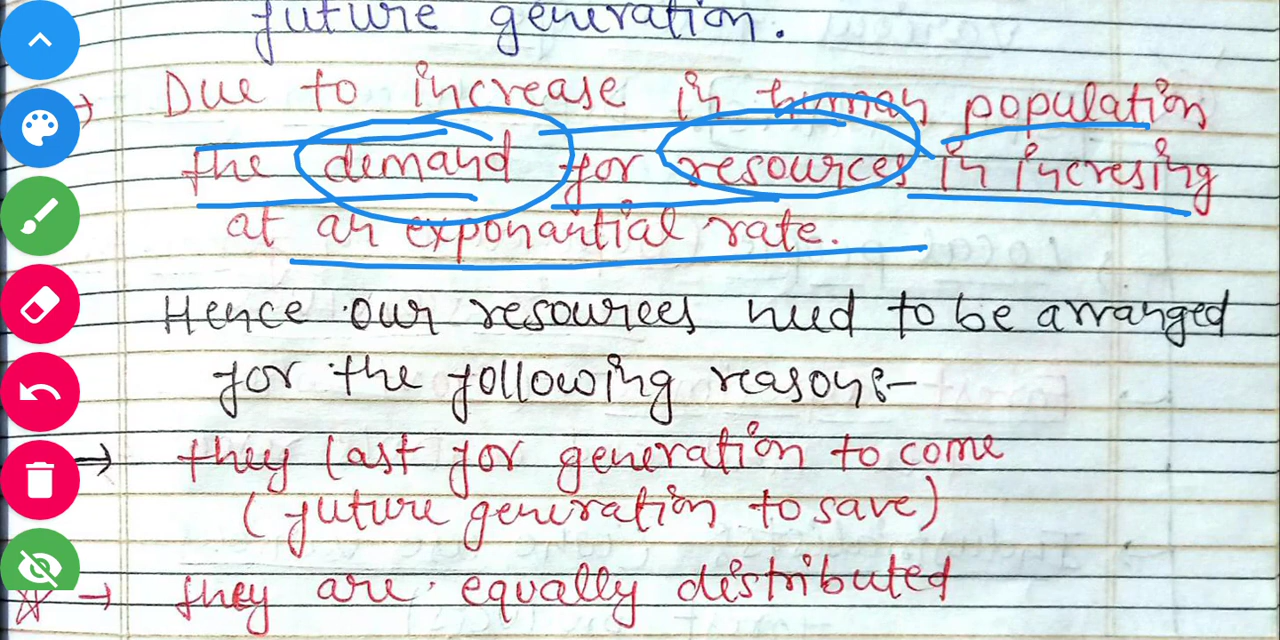 future generation.
→ Due to increase in human population
the demand for resources in incresing
at an exponantial rate.
Hence our resources need to be arranged
for the following reason:-
→ they last for generation to come
(future generation to save)
→ they are equally distributed